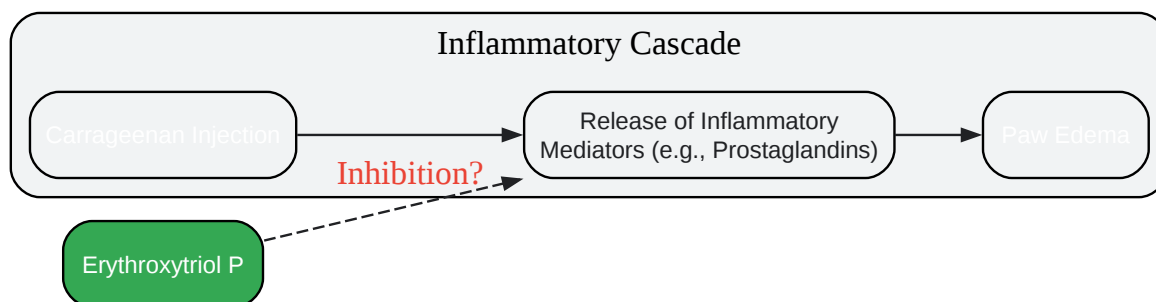 Inflammatory Cascade
Carrageenan Injection
Release of Inflammatory
Mediators (e.g., Prostaglandins)
Paw Edema
Inhibition?
Erythroxytriol P